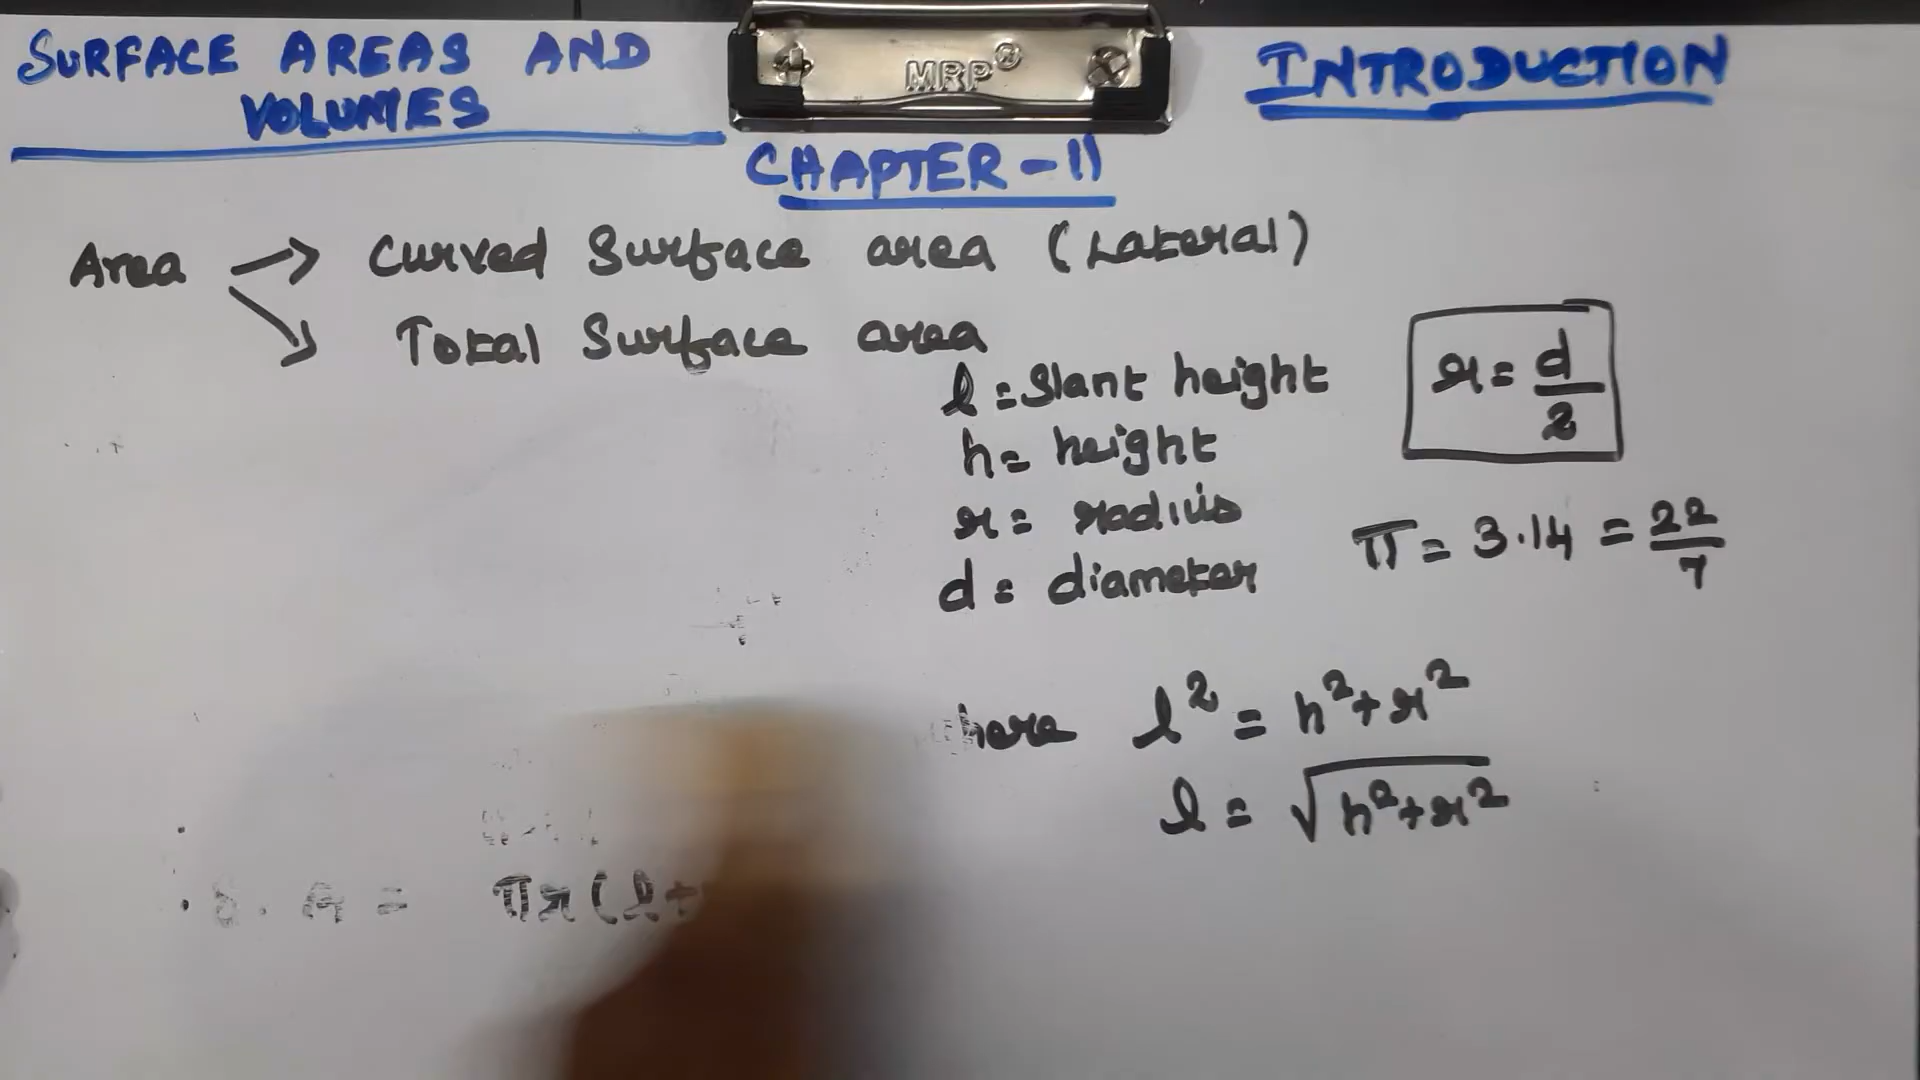 SURFACE AREAS AND
VOLUMES
MRP®
INTRODUCTION
CHAPTER-11
Area → Curved Surface area (Lateral)
↘ Total Surface area
l = Slant height
h = height
r = radius
d = diameter
r = d/2
π = 3.14 = 22/7
here l² = h²+r²
l = √h²+r²
S. A = πr(l+